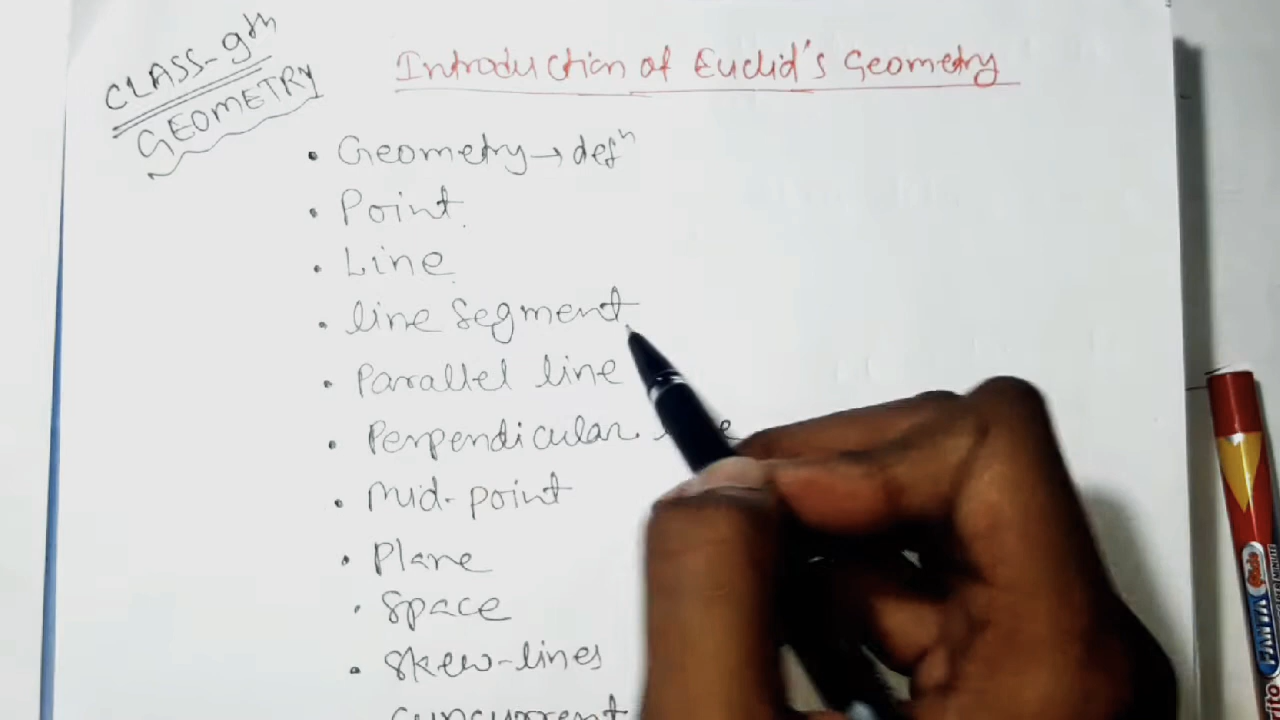 CLASS-9th
GEOMETRY
Introduction of Euclid's Geometry
• Geometry → defⁿ
• Point
• Line
• line segment
• Parallel line
• Perpendicular
• Mid-point
• Plane
• Space
• Skew-lines
FANTA